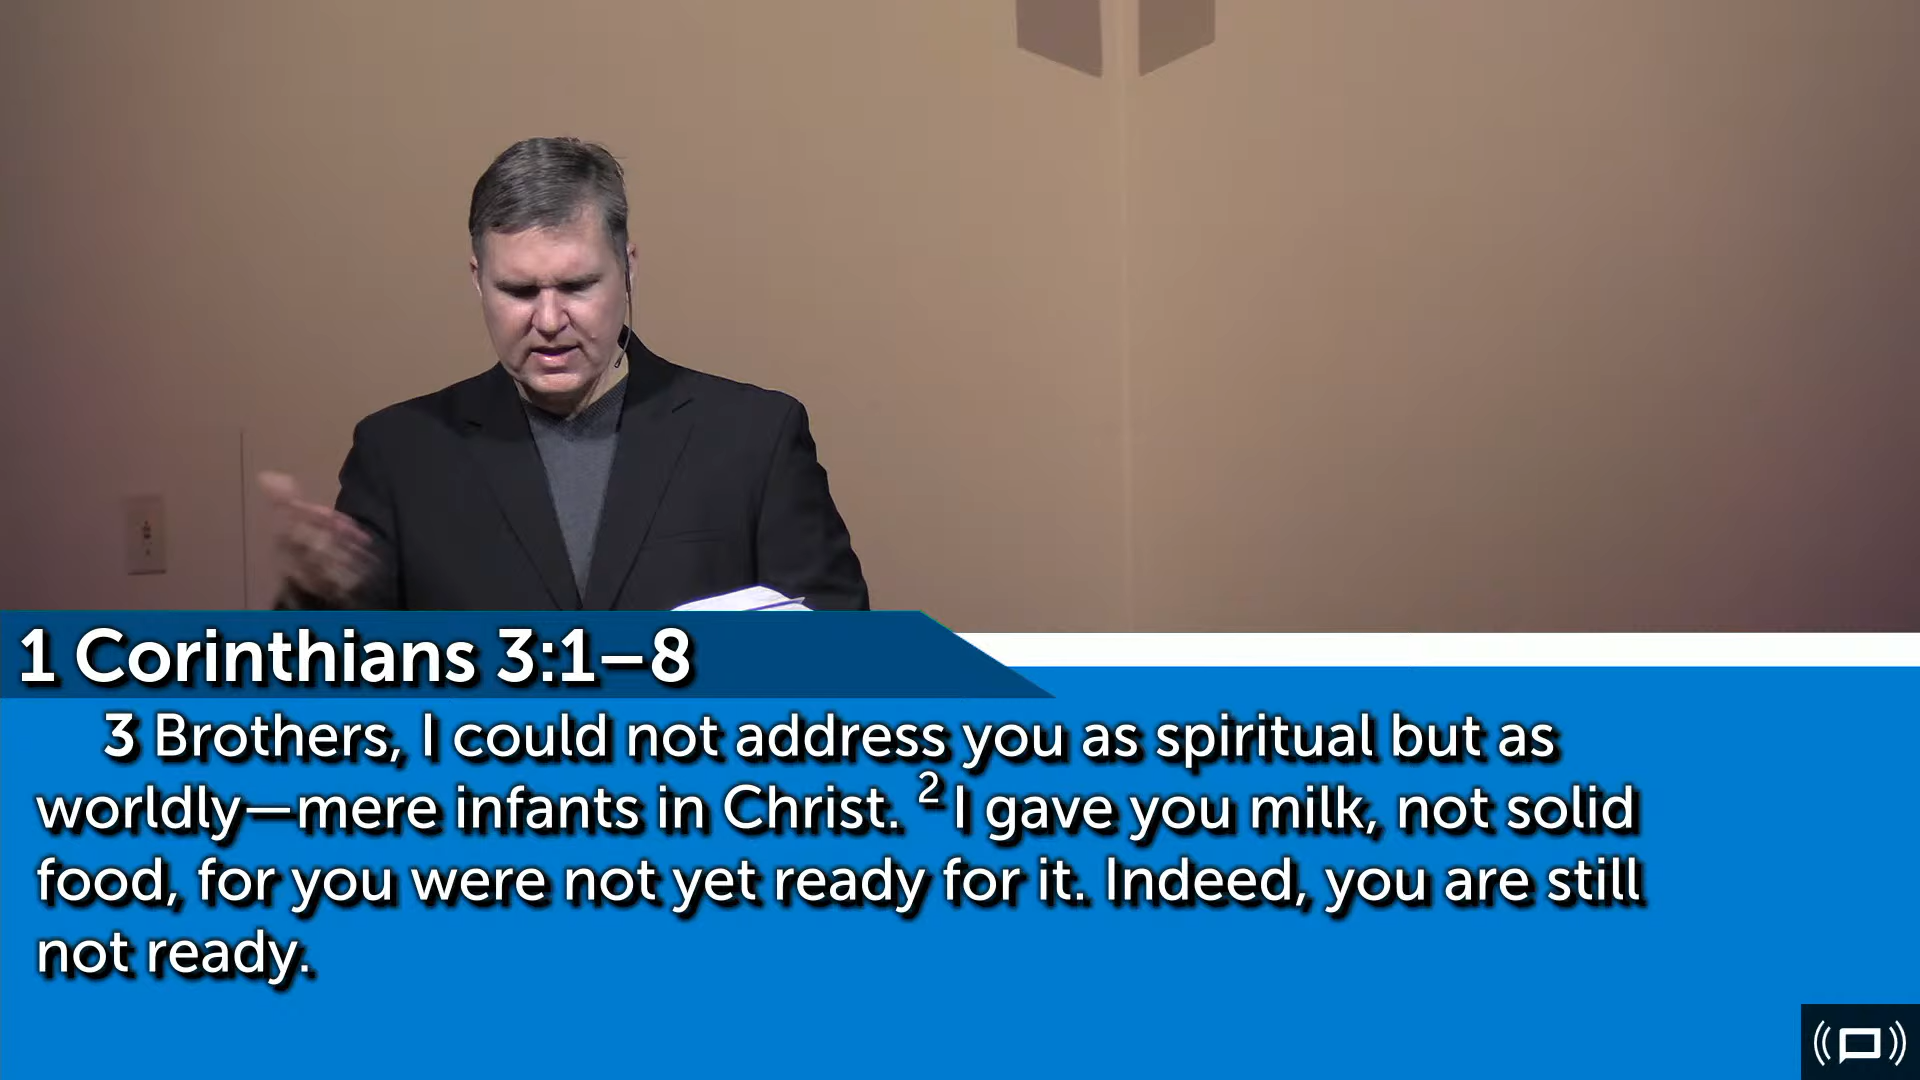 1 Corinthians 3:1–8
3 Brothers, I could not address you as spiritual but as
worldly—mere infants in Christ. 2 I gave you milk, not solid
food, for you were not yet ready for it. Indeed, you are still
not ready.